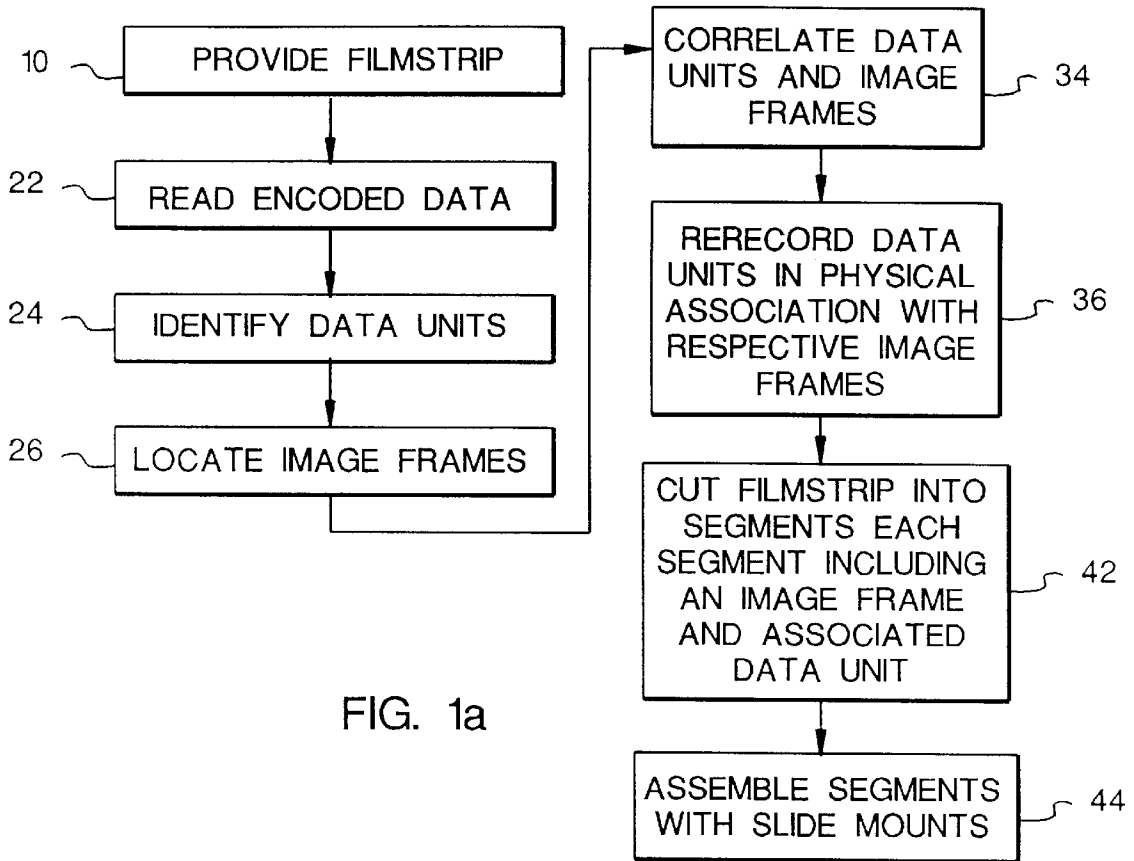 10
PROVIDE FILMSTRIP
22
READ ENCODED DATA
24
IDENTIFY DATA UNITS
26
LOCATE IMAGE FRAMES
CORRELATE DATA
UNITS AND IMAGE
FRAMES
34
RERECORD DATA
UNITS IN PHYSICAL
ASSOCIATION WITH
RESPECTIVE IMAGE
FRAMES
36
CUT FILMSTRIP INTO
SEGMENTS EACH
SEGMENT INCLUDING
AN IMAGE FRAME
AND ASSOCIATED
DATA UNIT
42
ASSEMBLE SEGMENTS
WITH SLIDE MOUNTS
44
FIG. 1a